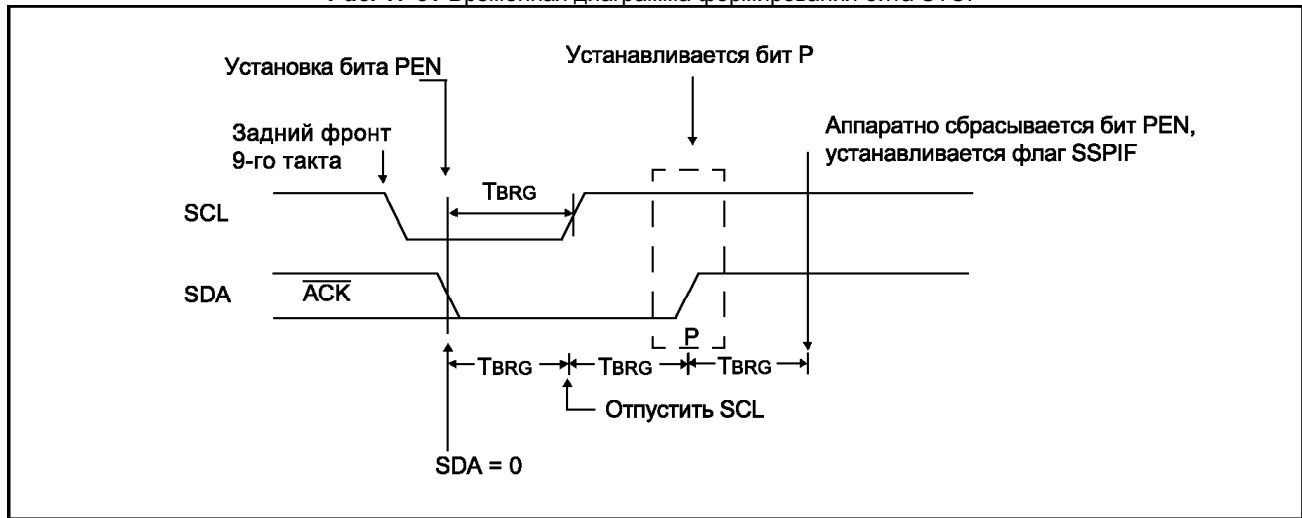 Установка бита PEN
Устанавливается бит P
Задний фронт
9-го такта
Аппаратно сбрасывается бит PEN,
устанавливается флаг SSPIF
TBRG
SCL
SDA
ACK
P
TBRG
TBRG
TBRG
Отпустить SCL
SDA = 0